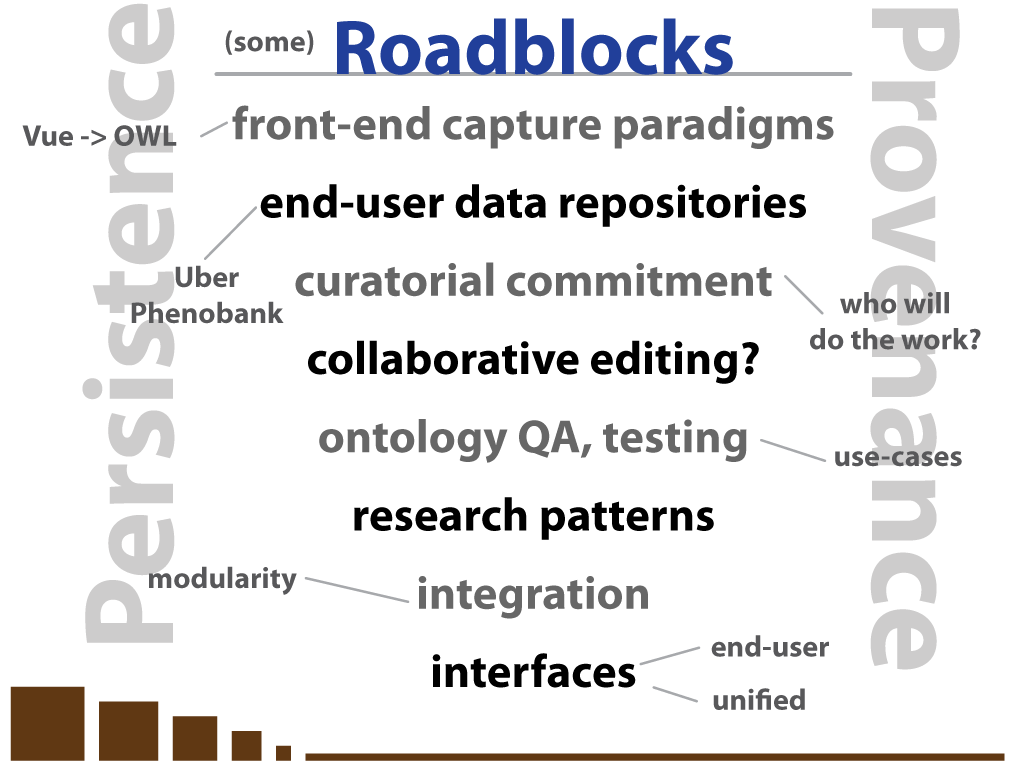 (some) Roadblocks
Persistence
Provenance
front-end capture paradigms
Vue -> OWL
end-user data repositories
Uber
Phenobank
curatorial commitment
who will
do the work?
collaborative editing?
ontology QA, testing
use-cases
research patterns
modularity
integration
interfaces
end-user
unified